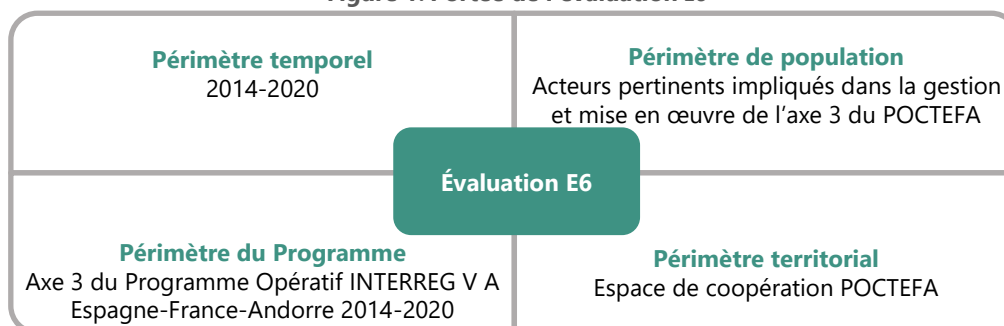 Périmètre temporel
2014-2020
Périmètre de population
Acteurs pertinents impliqués dans la gestion
et mise en œuvre de l'axe 3 du POCTEFA
Évaluation E6
Périmètre du Programme
Axe 3 du Programme Opératif INTERREG V A
Espagne-France-Andorre 2014-2020
Périmètre territorial
Espace de coopération POCTEFA